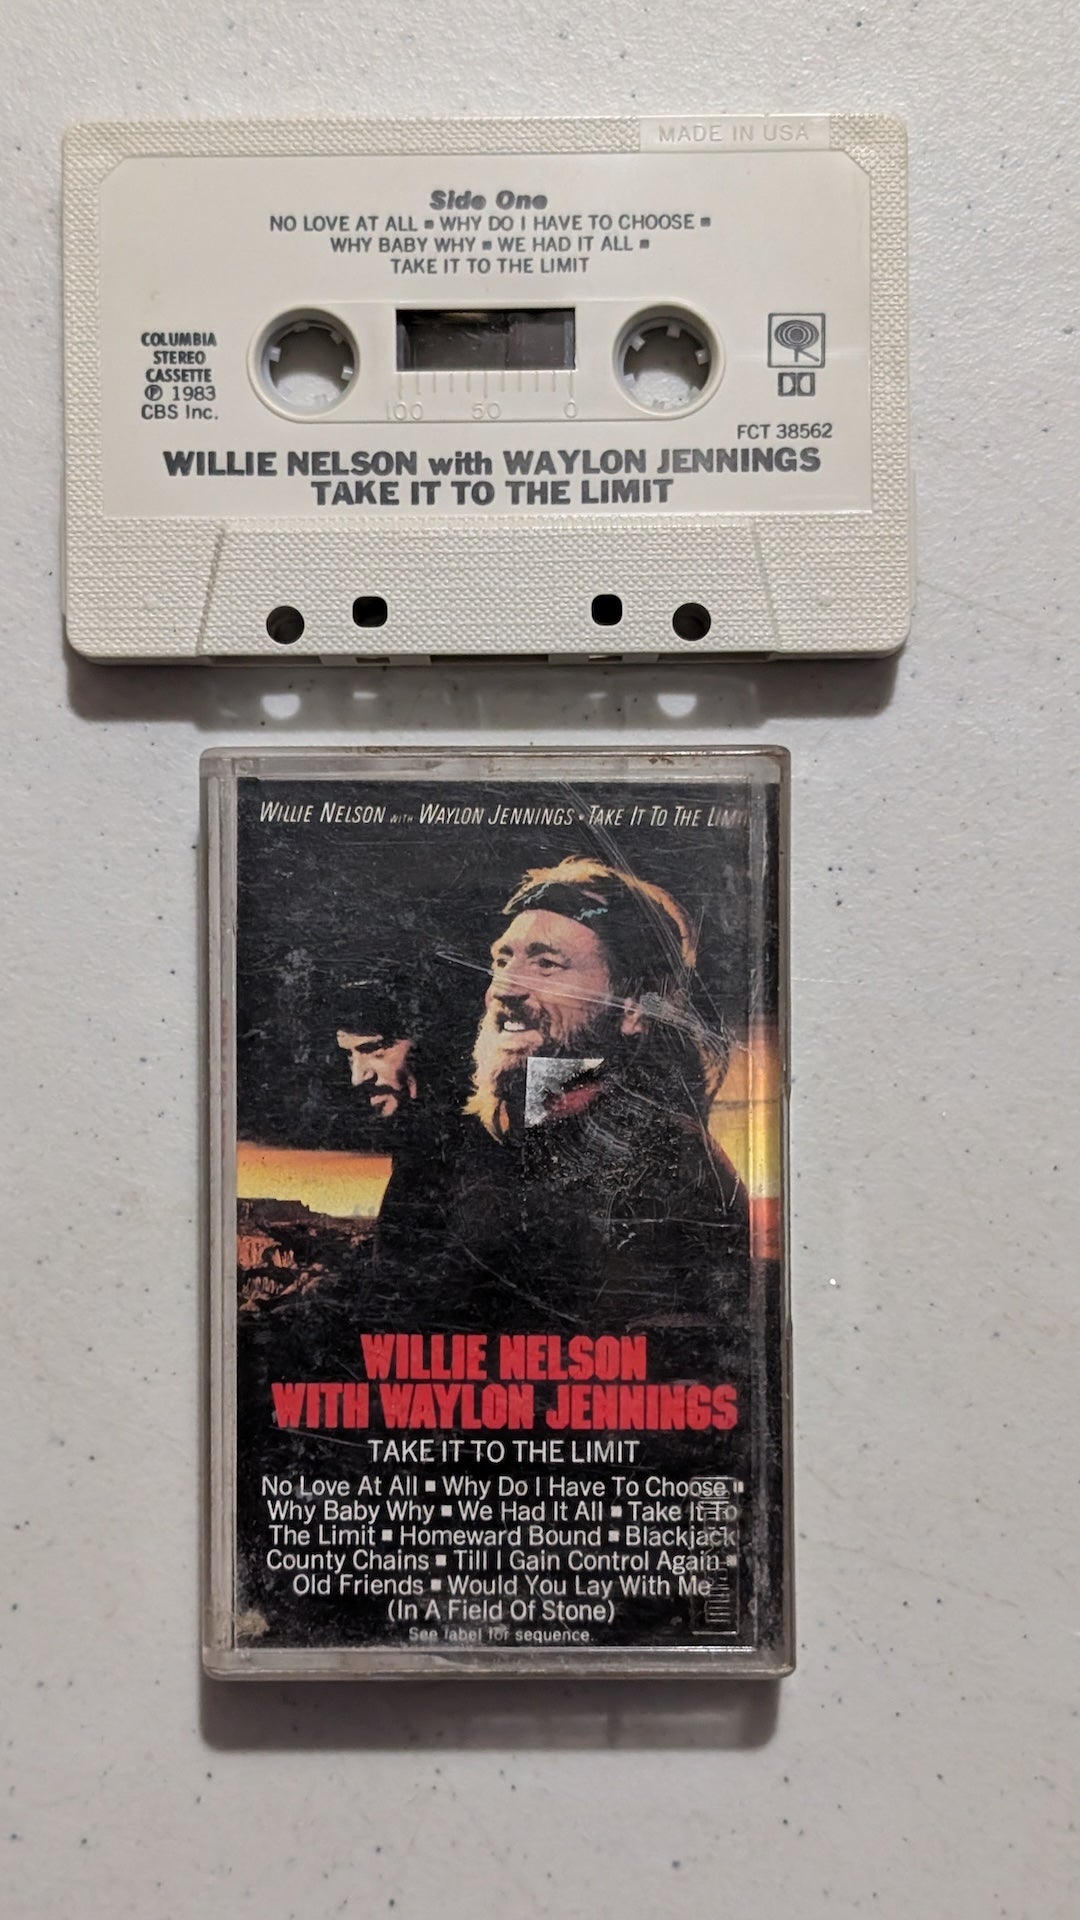 MADE IN USA
Side One
NO LOVE AT ALL ▪ WHY DO I HAVE TO CHOOSE ▪
WHY BABY WHY ▪ WE HAD IT ALL ▪
TAKE IT TO THE LIMIT
COLUMBIA
STEREO
CASSETTE
℗ 1983
CBS Inc.
100 50 0
FCT 38562
WILLIE NELSON with WAYLON JENNINGS
TAKE IT TO THE LIMIT
WILLIE NELSON WITH WAYLON JENNINGS • TAKE IT TO THE LIMIT
WILLIE NELSON
WITH WAYLON JENNINGS
TAKE IT TO THE LIMIT
No Love At All ▪ Why Do I Have To Choose ▪
Why Baby Why ▪ We Had It All ▪ Take It To
The Limit ▪ Homeward Bound ▪ Blackjack
County Chains ▪ Till I Gain Control Again ▪
Old Friends ▪ Would You Lay With Me
(In A Field Of Stone)
See label for sequence.